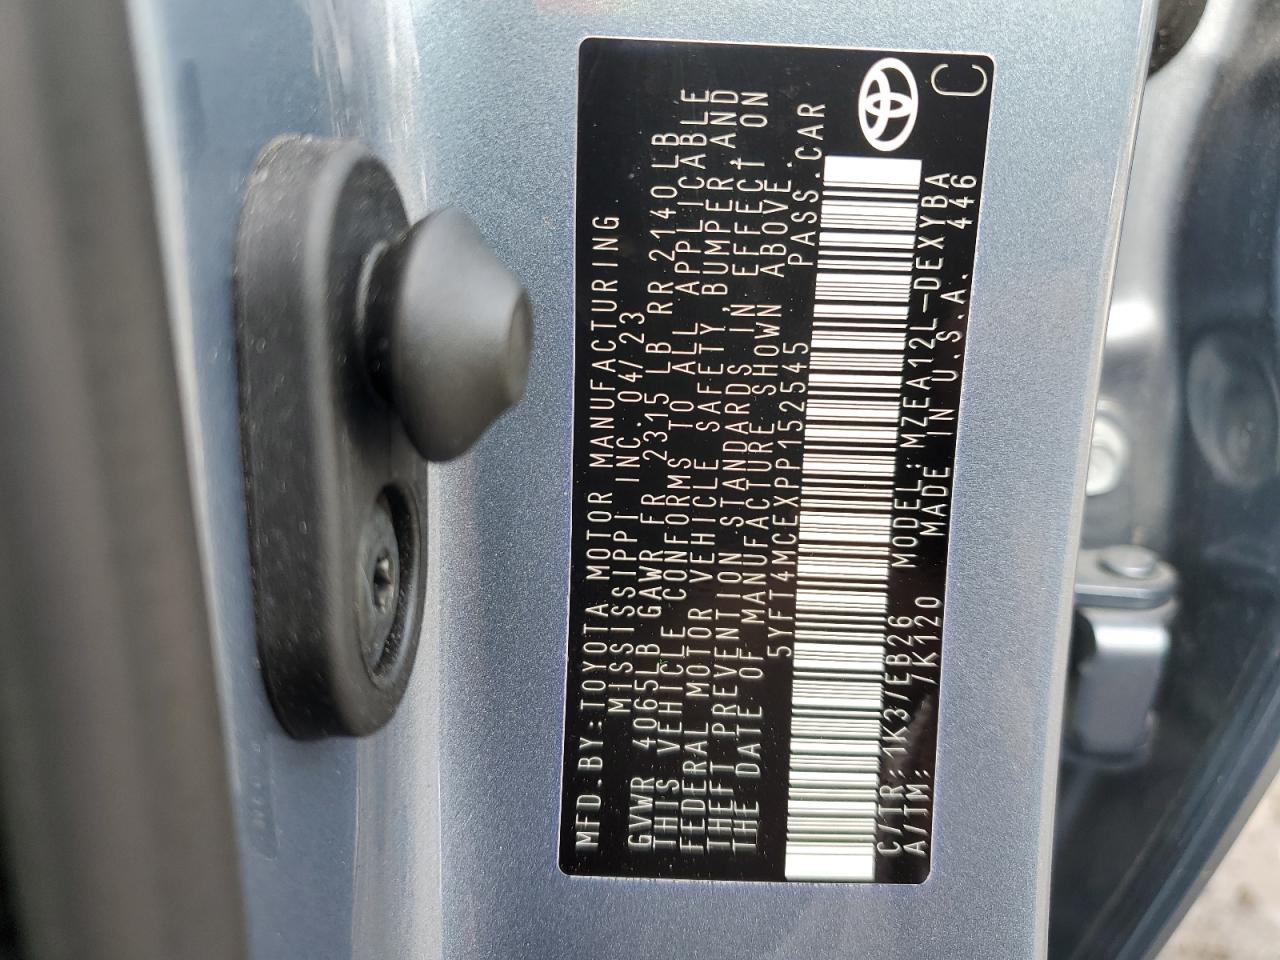 MFD.BY:TOYOTA MOTOR MANUFACTURING
MISSISSIPPI INC. 04/23
GVWR 4065LB GAWR FR 2315 LB RR 2140 LB
THIS VEHICLE CONFORMS TO ALL APPLICABLE
FEDERAL MOTOR VEHICLE SAFETY, BUMPER, AND
THEFT PREVENTION STANDARDS IN EFFECT ON
THE DATE OF MANUFACTURE SHOWN ABOVE.
5YFT4MCEXPP152545 PASS.CAR
C/TR: 1K3/EB26 MODEL: MZEA12L-DEXYBA
A/TM: /K120 MADE IN U.S.A. 446
C